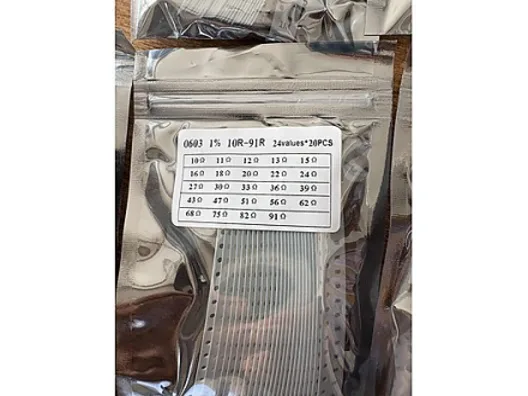 0603 1% 10R-91R 24values*20PCS
10Ω 11Ω 12Ω 13Ω 15Ω
16Ω 18Ω 20Ω 22Ω 24Ω
27Ω 30Ω 33Ω 36Ω 39Ω
43Ω 47Ω 51Ω 56Ω 62Ω
68Ω 75Ω 82Ω 91Ω